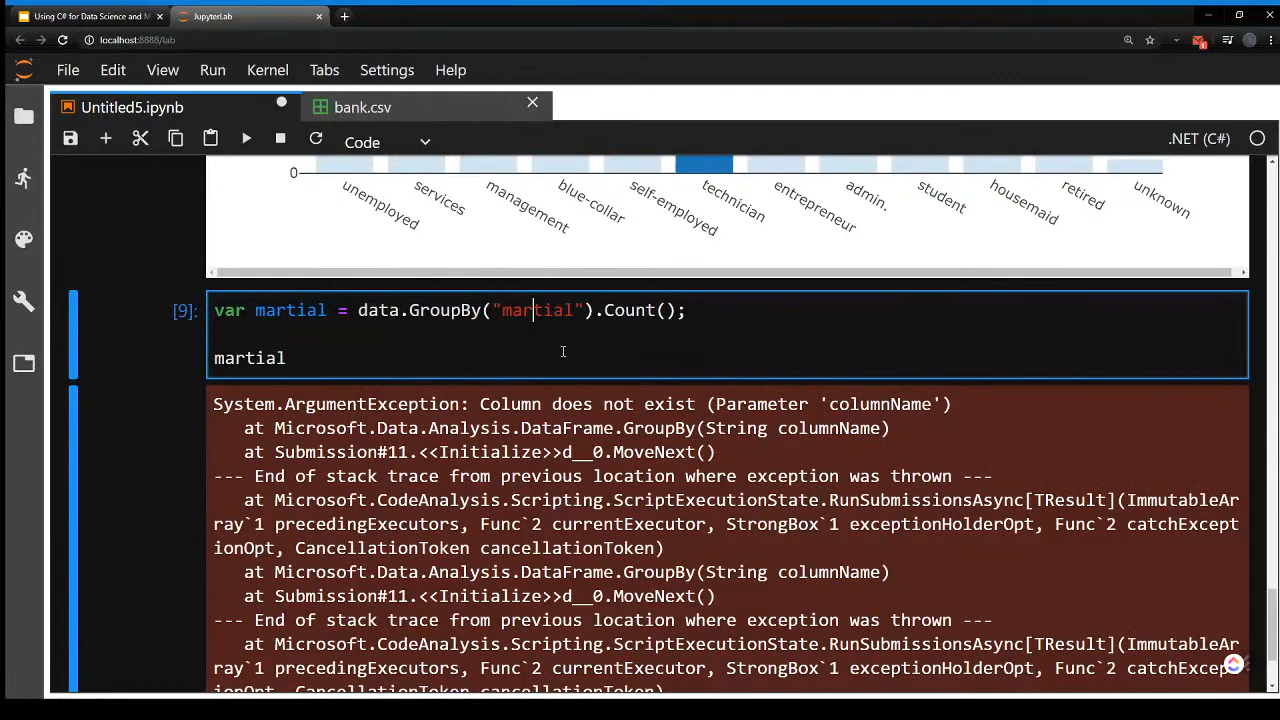 Using C# for Data Science and M
JupyterLab
localhost:8888/lab
File Edit View Run Kernel Tabs Settings Help
Untitled5.ipynb
bank.csv
Code
.NET (C#)
0
unemployed
services
management
blue-collar
self-employed
technician
entrepreneur
admin.
student
housemaid
retired
unknown
[9]:
var martial = data.GroupBy("martial").Count();
martial
System.ArgumentException: Column does not exist (Parameter 'columnName')
at Microsoft.Data.Analysis.DataFrame.GroupBy(String columnName)
at Submission#11.<<Initialize>>d__0.MoveNext()
--- End of stack trace from previous location where exception was thrown ---
at Microsoft.CodeAnalysis.Scripting.ScriptExecutionState.RunSubmissionsAsync[TResult](ImmutableAr
ray`1 precedingExecutors, Func`2 currentExecutor, StrongBox`1 exceptionHolderOpt, Func`2 catchExcept
ionOpt, CancellationToken cancellationToken)
at Microsoft.Data.Analysis.DataFrame.GroupBy(String columnName)
at Submission#11.<<Initialize>>d__0.MoveNext()
--- End of stack trace from previous location where exception was thrown ---
at Microsoft.CodeAnalysis.Scripting.ScriptExecutionState.RunSubmissionsAsync[TResult](ImmutableAr
ray`1 precedingExecutors, Func`2 currentExecutor, StrongBox`1 exceptionHolderOpt, Func`2 catchExcept
ionOpt, CancellationToken cancellationToken)